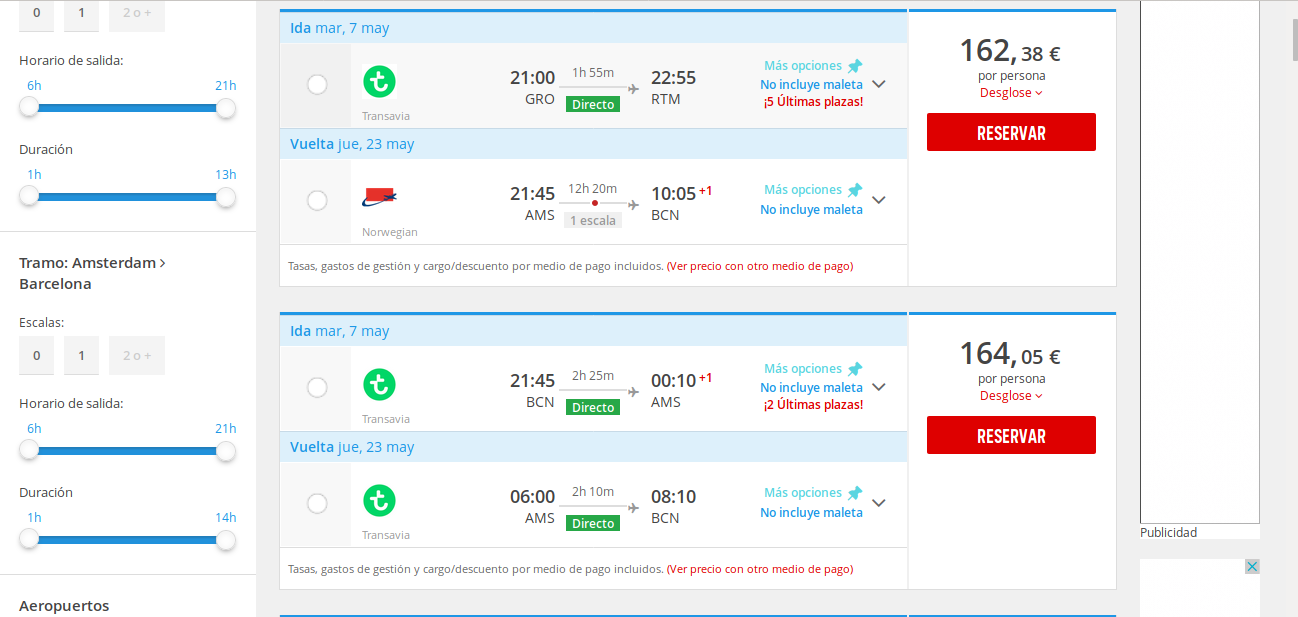 0 1 2 o +
Horario de salida:
6h 21h
Duración
1h 13h
Tramo: Amsterdam >
Barcelona
Escalas:
0 1 2 o +
Horario de salida:
6h 21h
Duración
1h 14h
Aeropuertos
Ida mar, 7 may
Transavia
21:00
GRO
1h 55m
Directo
22:55
RTM
Más opciones
No incluye maleta
¡5 Últimas plazas!
Vuelta jue, 23 may
Norwegian
21:45
AMS
12h 20m
1 escala
10:05 +1
BCN
Más opciones
No incluye maleta
Tasas, gastos de gestión y cargo/descuento por medio de pago incluidos. (Ver precio con otro medio de pago)
162, 38 €
por persona
Desglose
RESERVAR
Ida mar, 7 may
Transavia
21:45
BCN
2h 25m
Directo
00:10 +1
AMS
Más opciones
No incluye maleta
¡2 Últimas plazas!
Vuelta jue, 23 may
Transavia
06:00
AMS
2h 10m
Directo
08:10
BCN
Más opciones
No incluye maleta
Tasas, gastos de gestión y cargo/descuento por medio de pago incluidos. (Ver precio con otro medio de pago)
164, 05 €
por persona
Desglose
RESERVAR
Publicidad